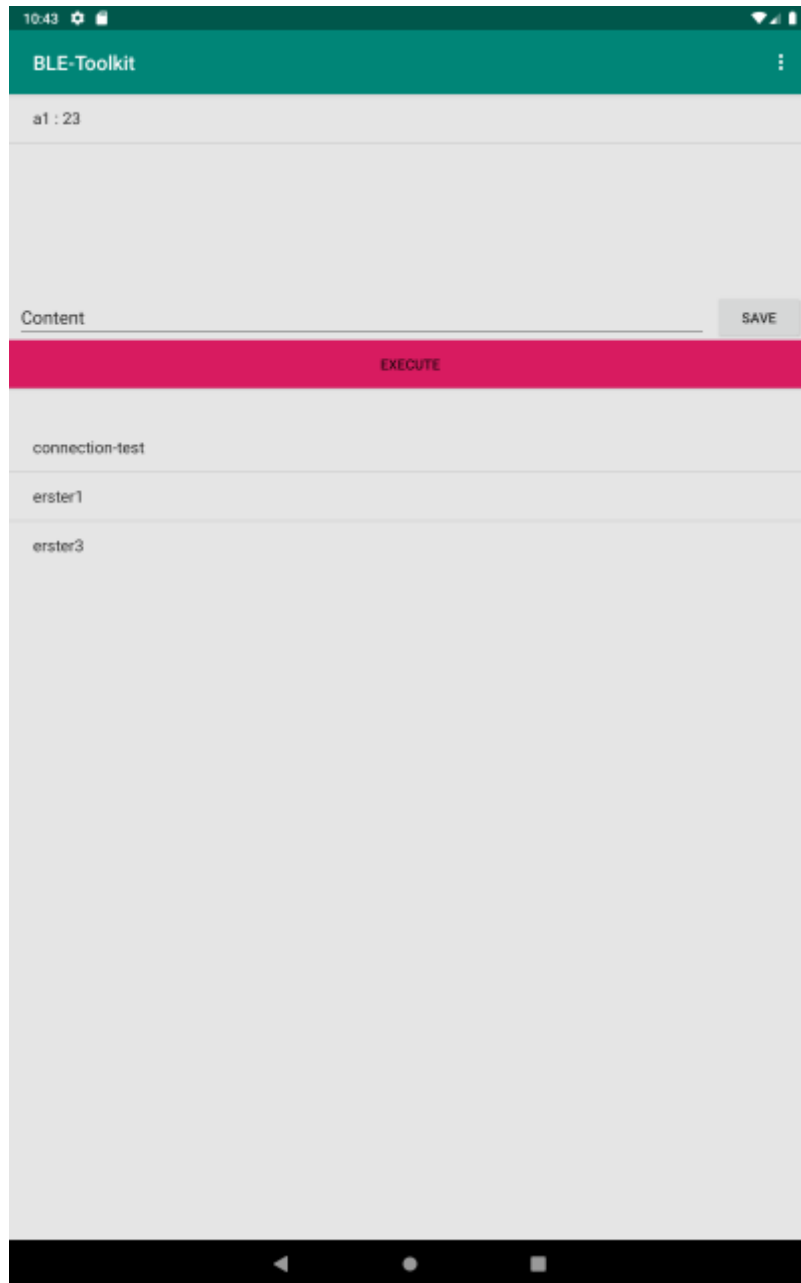 10:43
BLE-Toolkit
a1 : 23
Content
SAVE
EXECUTE
connection-test
erster1
erster3